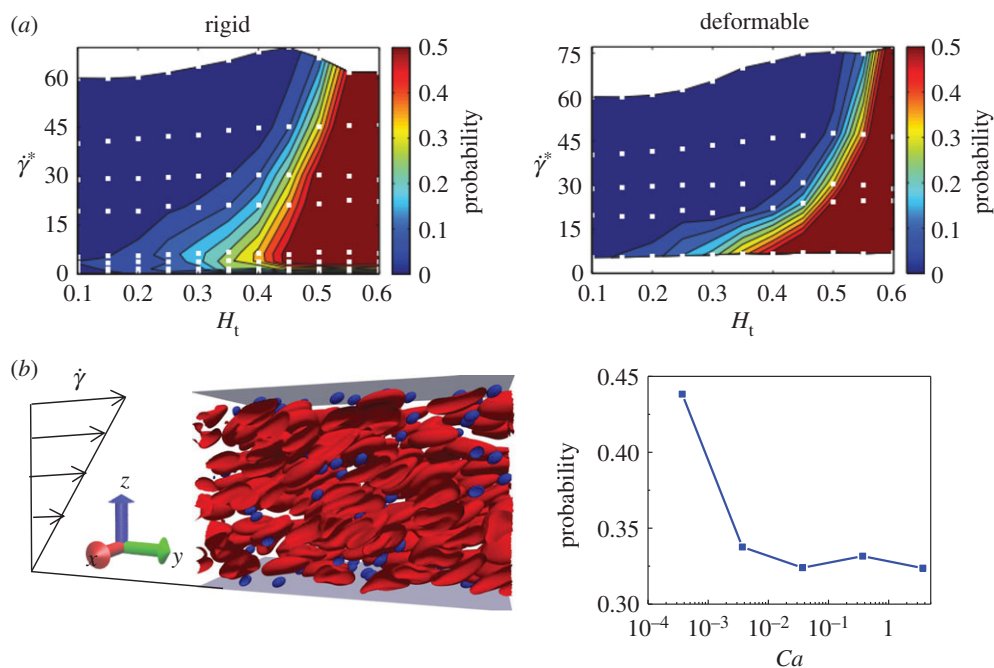 (a) rigid deformable
60 45 30 15 0
γ̇*
0.1 0.2 0.3 0.4 0.5 0.6
H_t
0.5 0.4 0.3 0.2 0.1 0
probability
75 60 45 30 15 0
γ̇*
0.1 0.2 0.3 0.4 0.5 0.6
H_t
0.5 0.4 0.3 0.2 0.1 0
probability
(b) γ̇
z
x y
0.45 0.40 0.35 0.30
probability
10⁻⁴ 10⁻³ 10⁻² 10⁻¹ 1
Ca